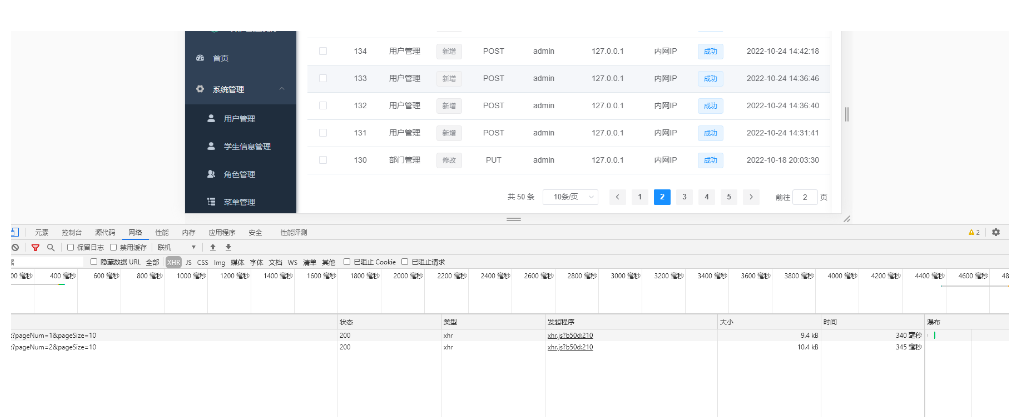 134 用户管理 新增 POST admin 127.0.0.1 内网IP 成功 2022-10-24 14:42:18
首页
133 用户管理 新增 POST admin 127.0.0.1 内网IP 成功 2022-10-24 14:36:46
系统管理
132 用户管理 新增 POST admin 127.0.0.1 内网IP 成功 2022-10-24 14:36:40
用户管理
131 用户管理 新增 POST admin 127.0.0.1 内网IP 成功 2022-10-24 14:31:41
学生信息管理
130 部门管理 修改 PUT admin 127.0.0.1 内网IP 成功 2022-10-18 20:03:30
角色管理
菜单管理
共 50 条 10条/页 < 1 2 3 4 5 > 前往 2 页
元素 控制台 源代码 网络 性能 内存 应用程序 安全 性能评测 2
保留日志 禁用缓存 联机
隐藏数据 URL 全部 XHR JS CSS Img 媒体 字体 文档 WS 清单 其他 已阻止 Cookie 已阻止请求
00 毫秒 400 毫秒 600 毫秒 800 毫秒 1000 毫秒 1200 毫秒 1400 毫秒 1600 毫秒 1800 毫秒 2000 毫秒 2200 毫秒 2400 毫秒 2600 毫秒 2800 毫秒 3000 毫秒 3200 毫秒 3400 毫秒 3600 毫秒 3800 毫秒 4000 毫秒 4200 毫秒 4400 毫秒 4600 毫秒 48
状态 类型 发起程序 大小 时间 瀑布
t?pageNum=1&pageSize=10 200 xhr xhr.js?b50d:210 9.4 kB 340 毫秒
t?pageNum=2&pageSize=10 200 xhr xhr.js?b50d:210 10.4 kB 345 毫秒